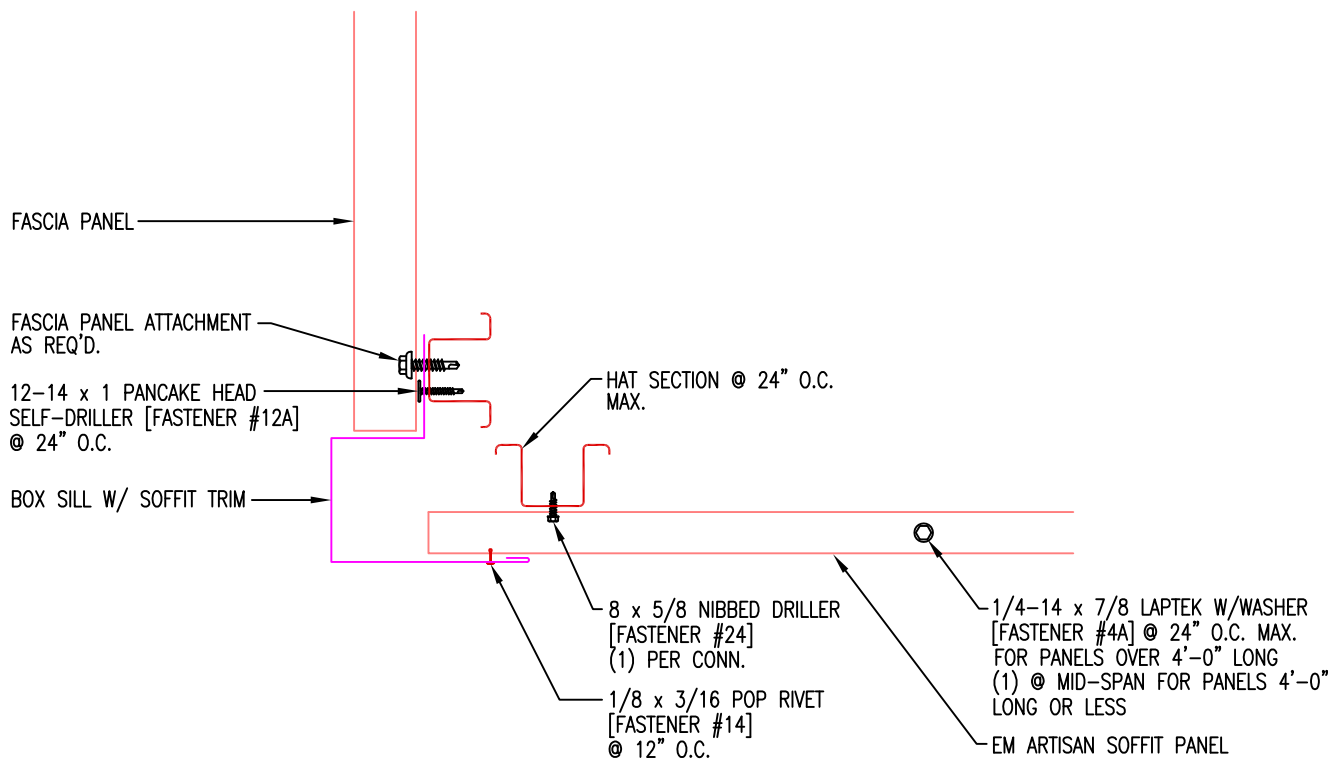 FASCIA PANEL
FASCIA PANEL ATTACHMENT
AS REQ'D.
12-14 x 1 PANCAKE HEAD
SELF-DRILLER [FASTENER #12A]
@ 24" O.C.
BOX SILL W/ SOFFIT TRIM
HAT SECTION @ 24" O.C.
MAX.
8 x 5/8 NIBBED DRILLER
[FASTENER #24]
(1) PER CONN.
1/8 x 3/16 POP RIVET
[FASTENER #14]
@ 12" O.C.
1/4-14 x 7/8 LAPTEK W/WASHER
[FASTENER #4A] @ 24" O.C. MAX.
FOR PANELS OVER 4'-0" LONG
(1) @ MID-SPAN FOR PANELS 4'-0"
LONG OR LESS
EM ARTISAN SOFFIT PANEL